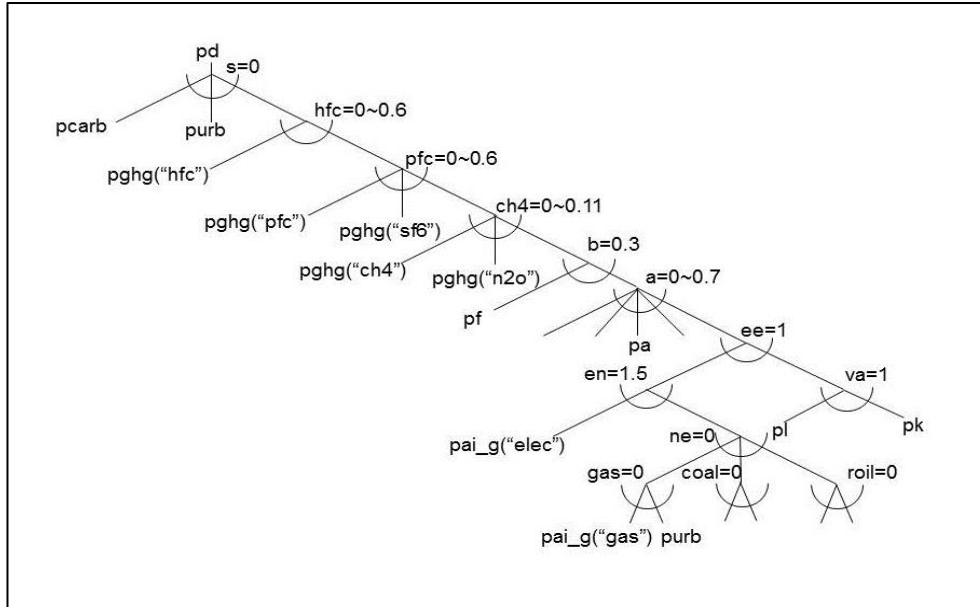 pd
s=0
pcarb
purb
hfc=0~0.6
pghg(“hfc”)
pfc=0~0.6
pghg(“pfc”)
pghg(“sf6”)
ch4=0~0.11
pghg(“ch4”)
pghg(“n2o”)
b=0.3
pf
a=0~0.7
pa
ee=1
en=1.5
va=1
pai_g(“elec”)
ne=0
pl
pk
gas=0
coal=0
roil=0
pai_g(“gas”) purb